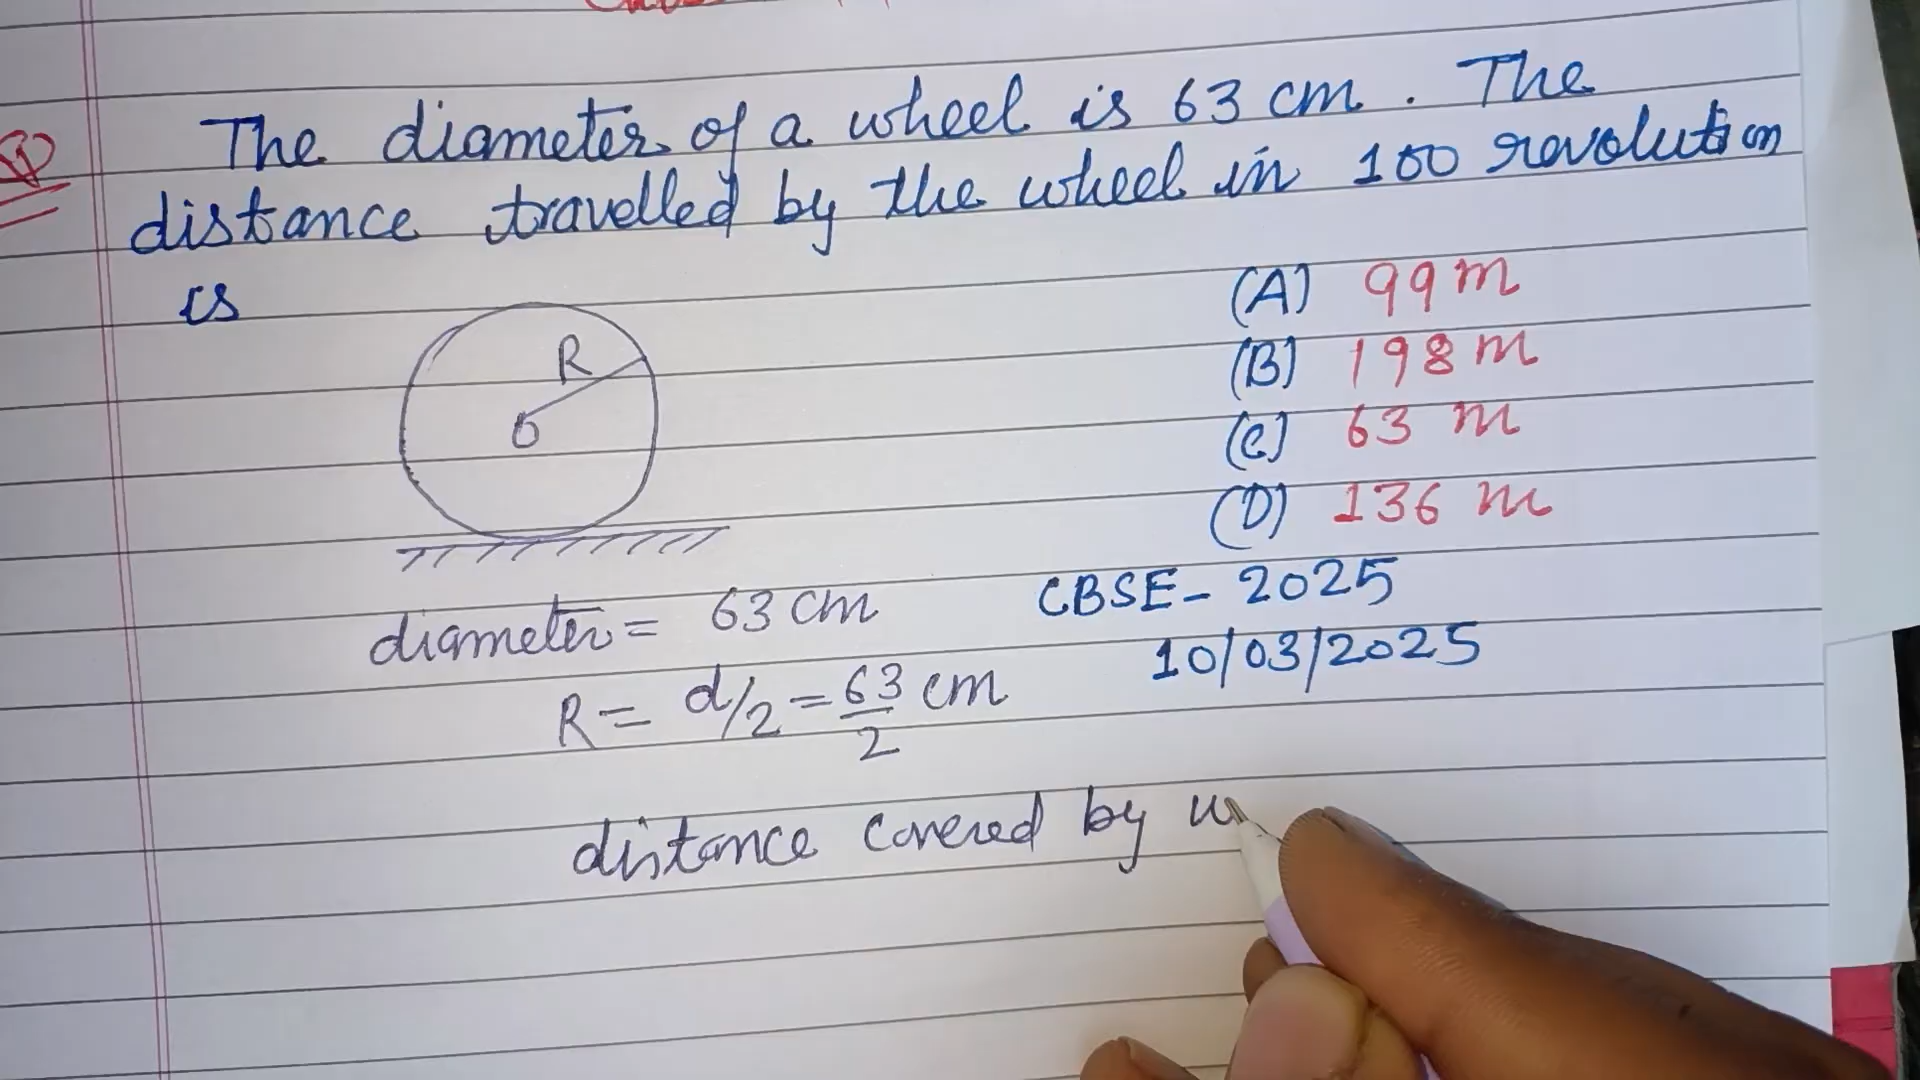 Q
The diameter of a wheel is 63 cm. The
distance travelled by the wheel in 100 revolution
is
(A) 99 m
R
(B) 198 m
O
(C) 63 m
(D) 136 m
diameter = 63 cm
CBSE- 2025
10/03/2025
R = d/2 = 63/2 cm
distance covered by w